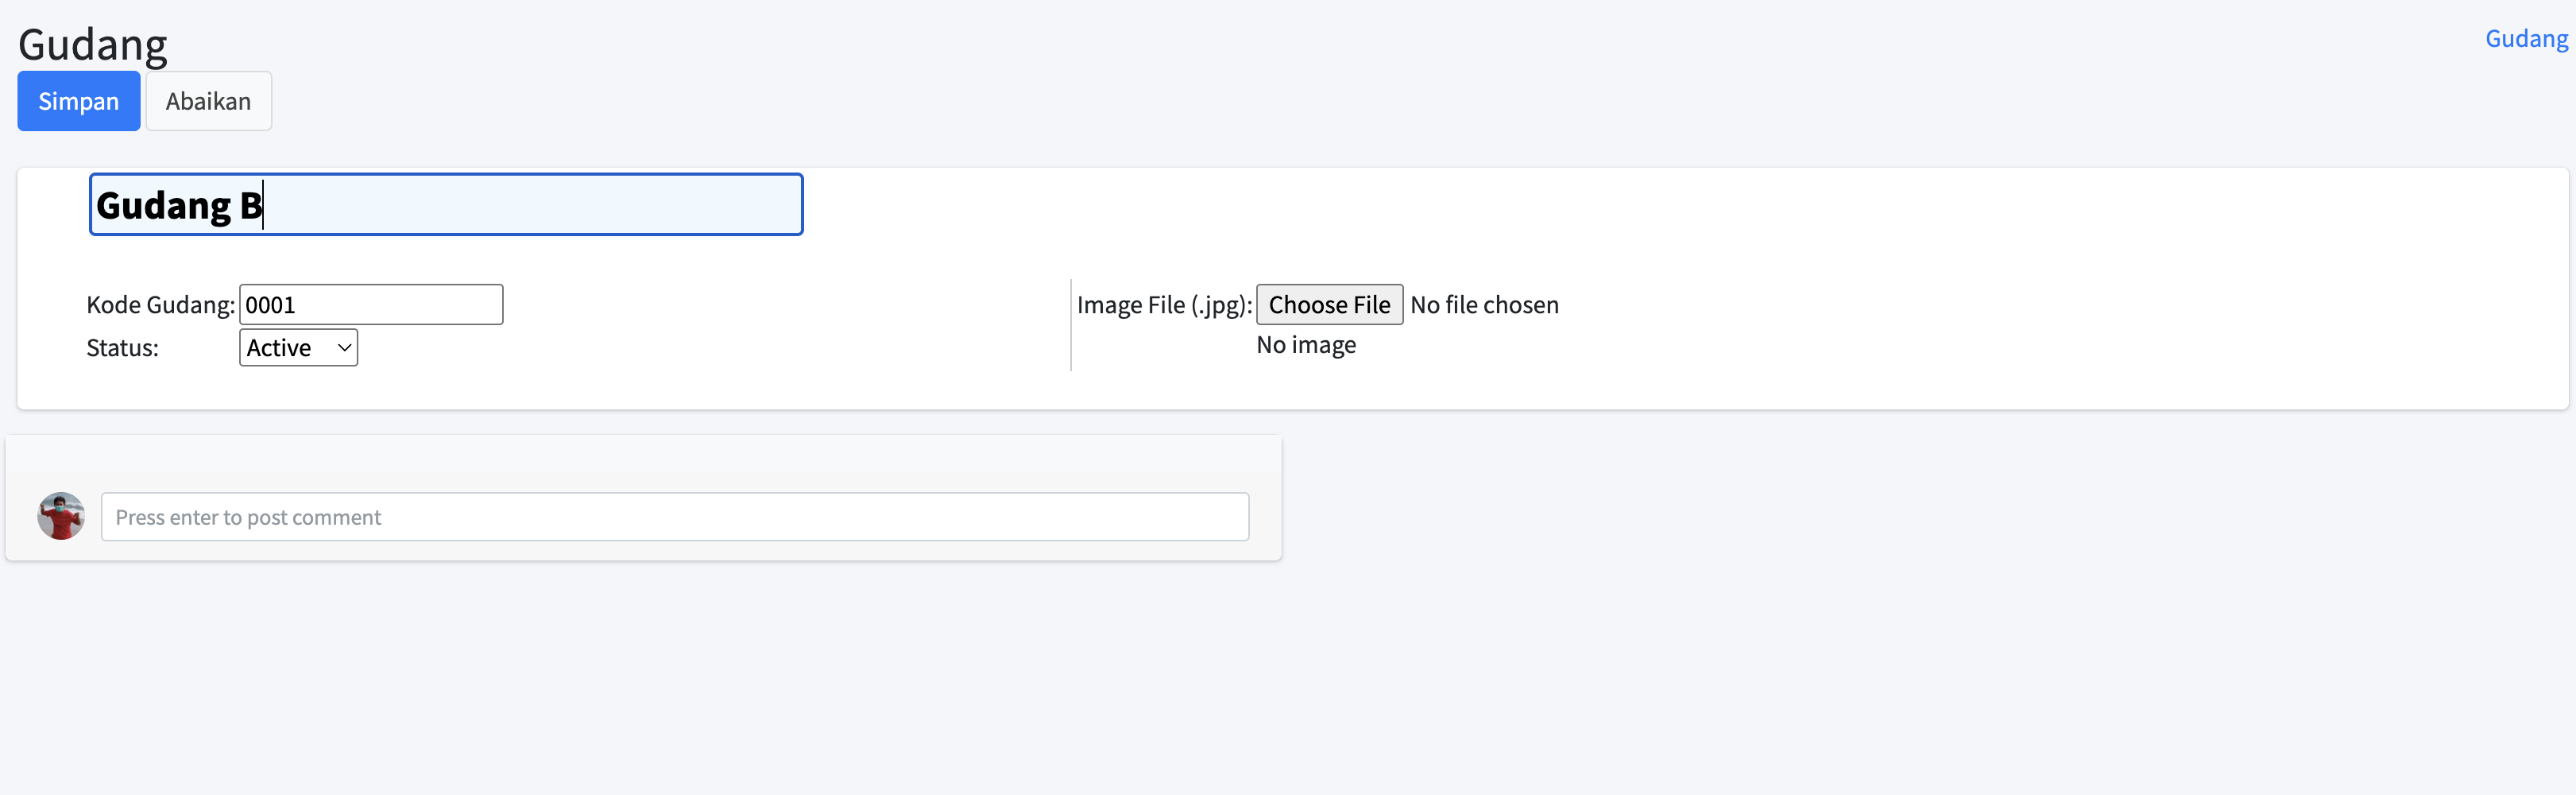 Gudang
Gudang
Simpan Abaikan
Gudang B
Kode Gudang: 0001
Status: Active
Image File (.jpg): Choose File No file chosen
No image
Press enter to post comment